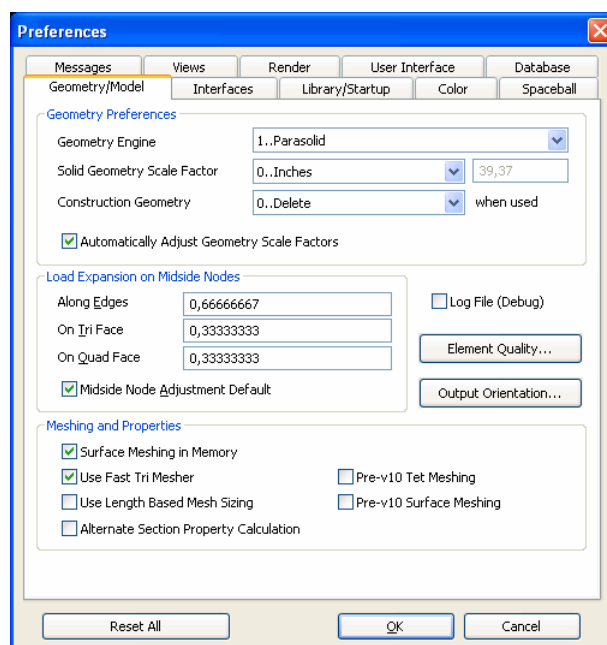 Preferences
Messages Views Render User Interface Database
Geometry/Model Interfaces Library/Startup Color Spaceball
Geometry Preferences
Geometry Engine 1..Parasolid
Solid Geometry Scale Factor 0..Inches 39,37
Construction Geometry 0..Delete when used
Automatically Adjust Geometry Scale Factors
Load Expansion on Midside Nodes
Along Edges 0,66666667 Log File (Debug)
On Tri Face 0,33333333
On Quad Face 0,33333333 Element Quality...
Midside Node Adjustment Default Output Orientation...
Meshing and Properties
Surface Meshing in Memory
Use Fast Tri Mesher Pre-v10 Tet Meshing
Use Length Based Mesh Sizing Pre-v10 Surface Meshing
Alternate Section Property Calculation
Reset All OK Cancel